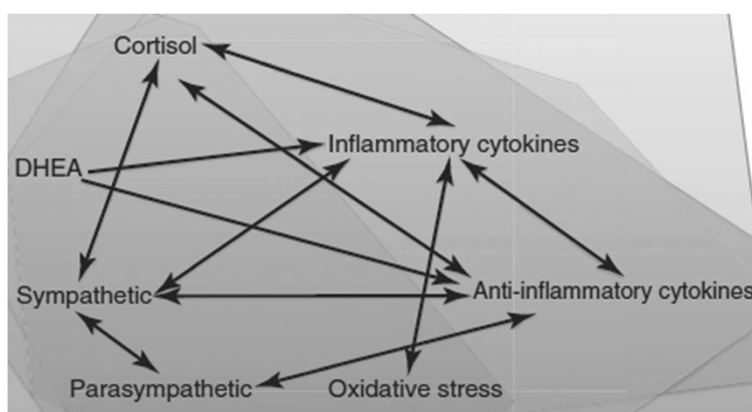 Cortisol
Inflammatory cytokines
DHEA
Sympathetic
Anti-inflammatory cytokines
Parasympathetic
Oxidative stress